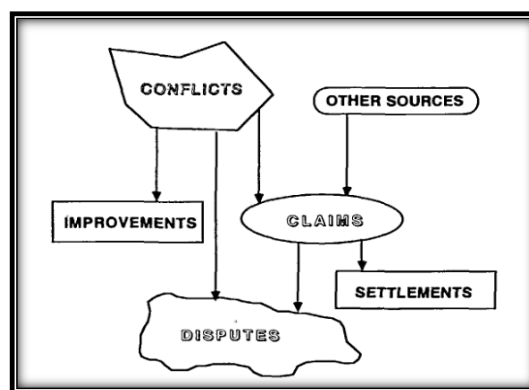 CONFLICTS
OTHER SOURCES
IMPROVEMENTS
CLAIMS
SETTLEMENTS
DISPUTES